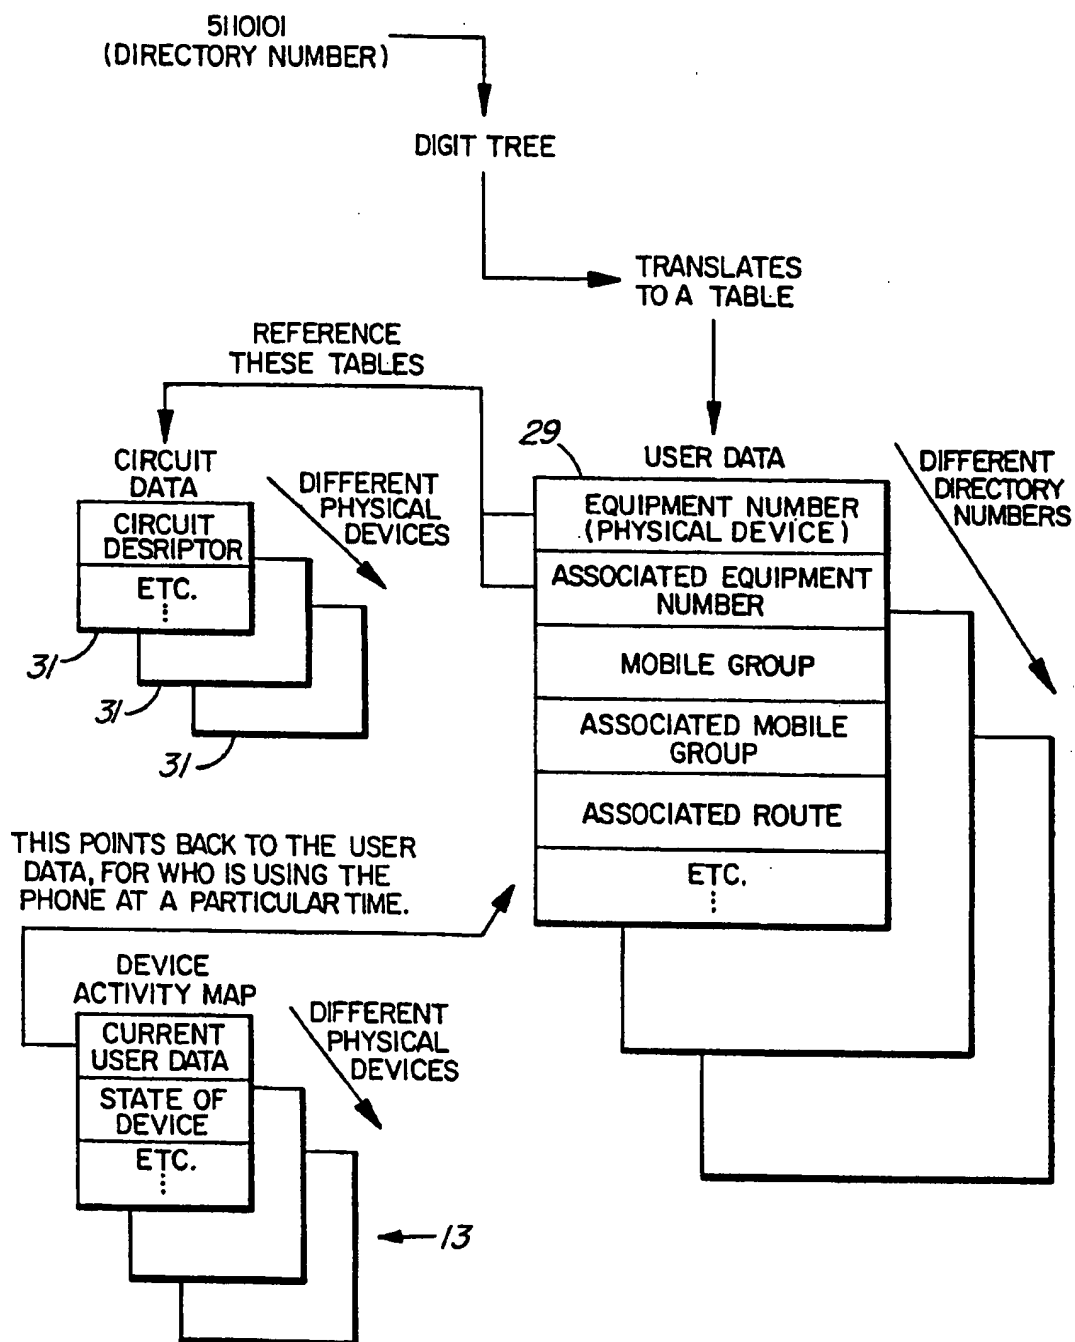 5110101
(DIRECTORY NUMBER)
DIGIT TREE
TRANSLATES
TO A TABLE
REFERENCE
THESE TABLES
29
USER DATA
DIFFERENT
DIRECTORY
NUMBERS
CIRCUIT
DATA
DIFFERENT
PHYSICAL
DEVICES
CIRCUIT
DESRIPTOR
ETC.
31
31
31
EQUIPMENT NUMBER
(PHYSICAL DEVICE)
ASSOCIATED EQUIPMENT
NUMBER
MOBILE GROUP
ASSOCIATED MOBILE
GROUP
ASSOCIATED ROUTE
ETC.
THIS POINTS BACK TO THE USER
DATA, FOR WHO IS USING THE
PHONE AT A PARTICULAR TIME.
DEVICE
ACTIVITY MAP
DIFFERENT
PHYSICAL
DEVICES
CURRENT
USER DATA
STATE OF
DEVICE
ETC.
13